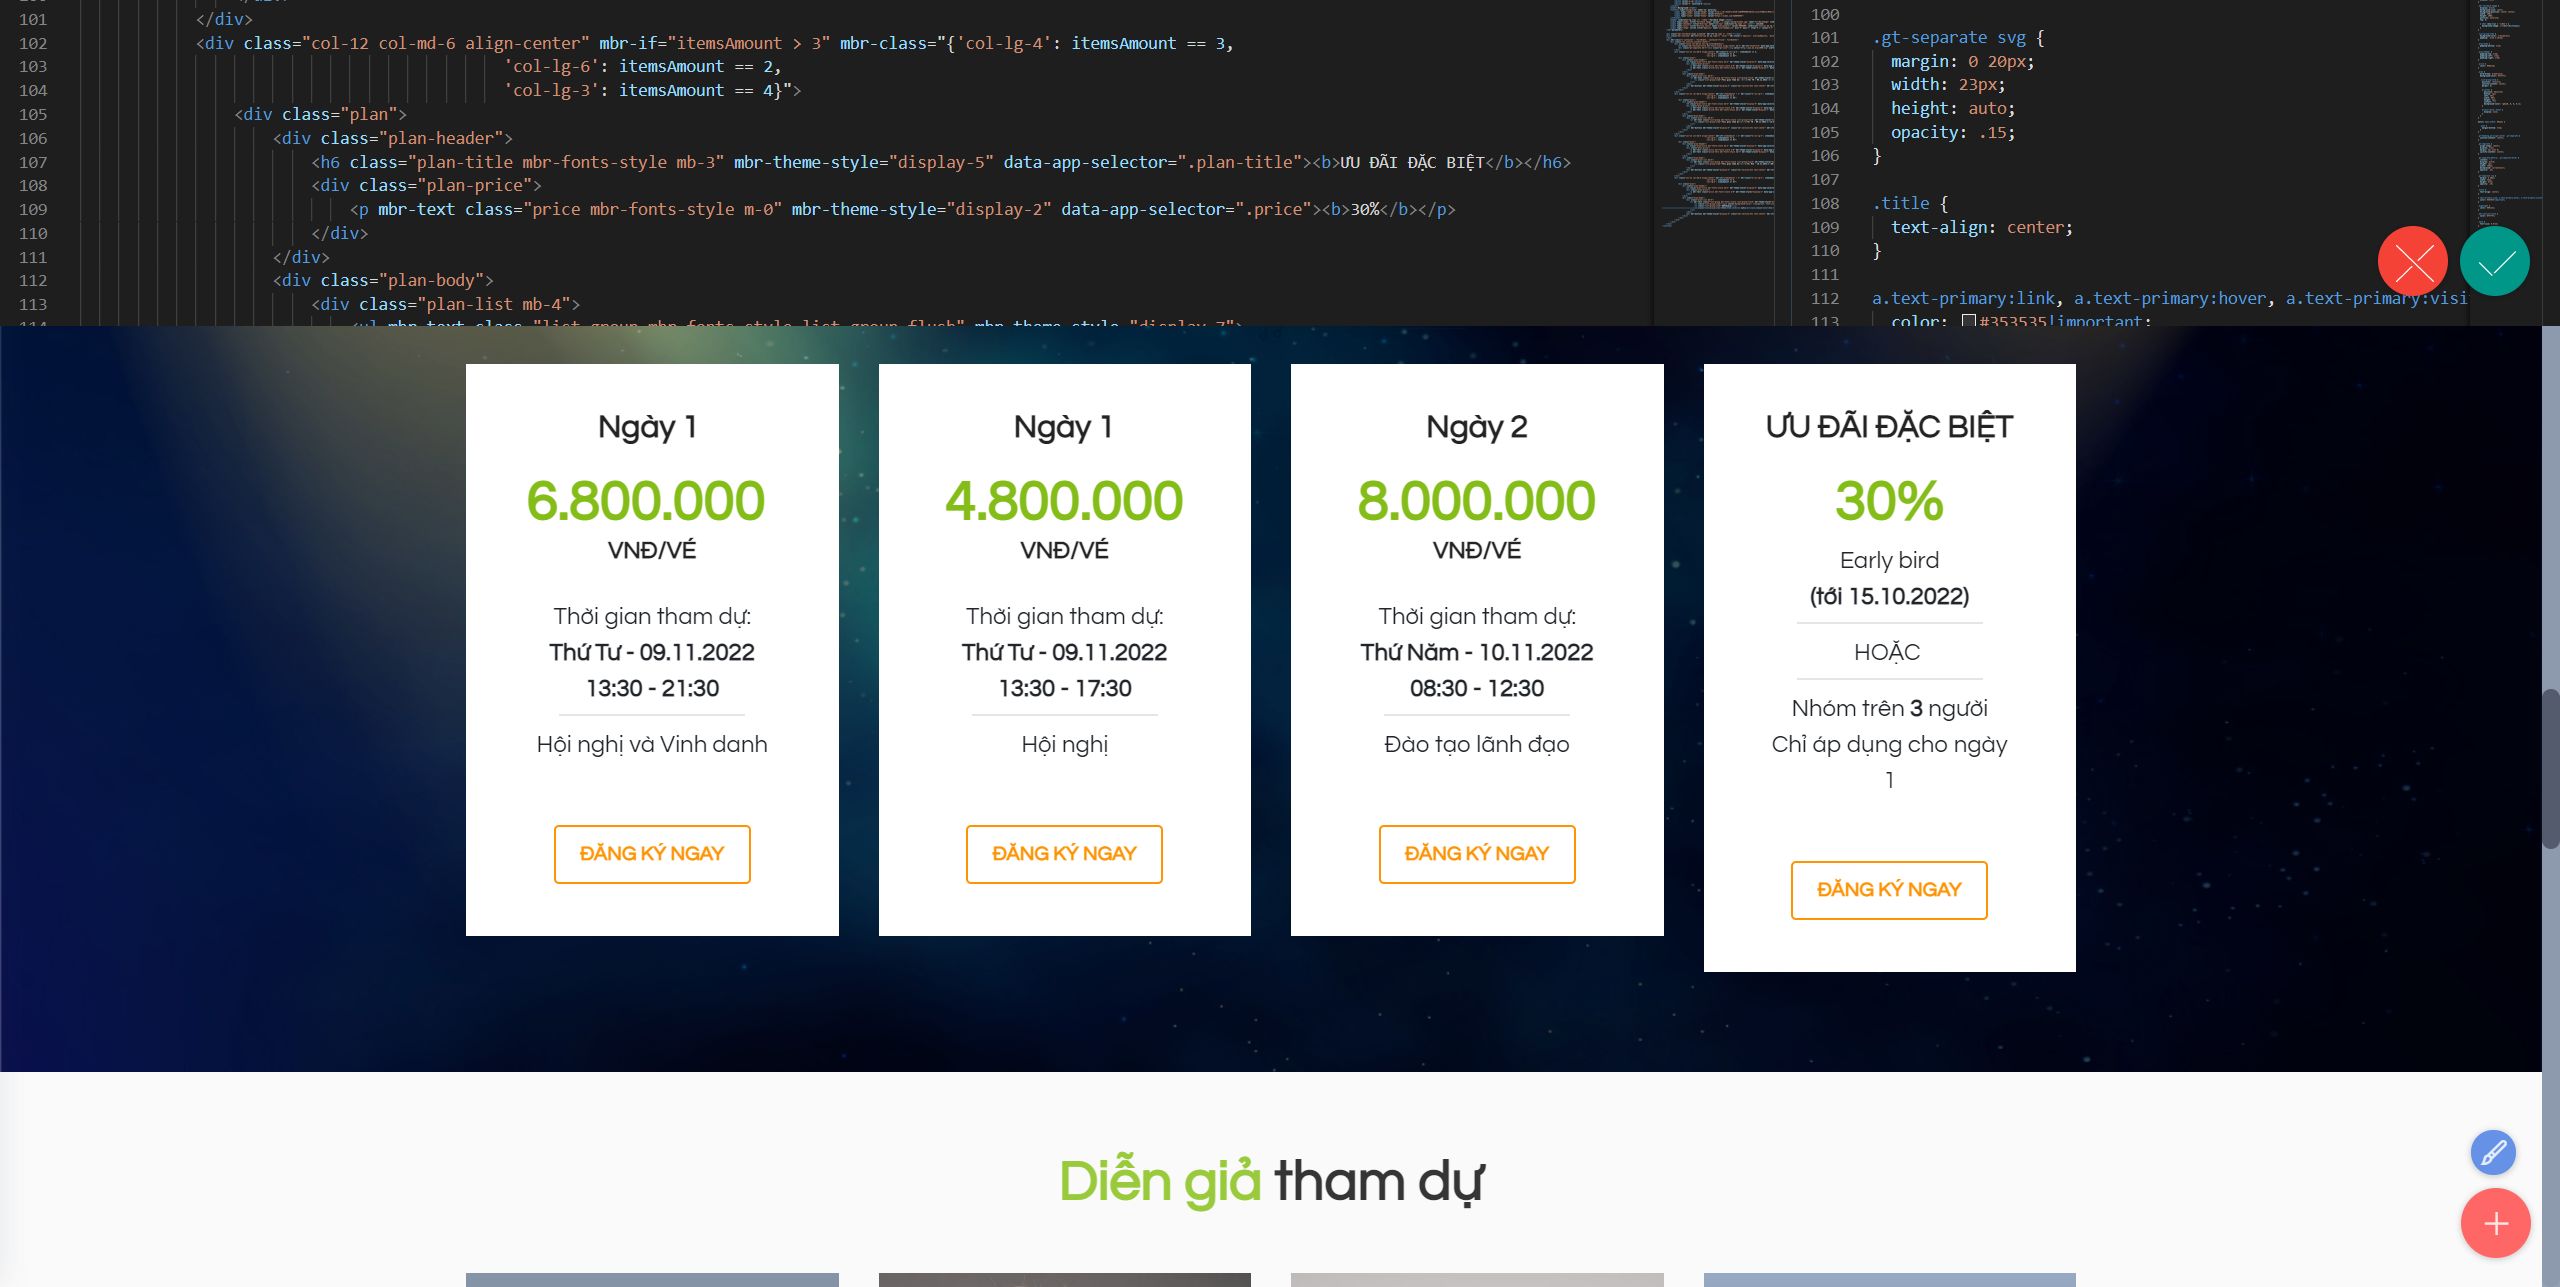 101 </div>
102 <div class="col-12 col-md-6 align-center" mbr-if="itemsAmount > 3" mbr-class="{'col-lg-4': itemsAmount == 3,
103 'col-lg-6': itemsAmount == 2,
104 'col-lg-3': itemsAmount == 4}">
105 <div class="plan">
106 <div class="plan-header">
107 <h6 class="plan-title mbr-fonts-style mb-3" mbr-theme-style="display-5" data-app-selector=".plan-title"><b>ƯU ĐÃI ĐẶC BIỆT</b></h6>
108 <div class="plan-price">
109 <p mbr-text class="price mbr-fonts-style m-0" mbr-theme-style="display-2" data-app-selector=".price"><b>30%</b></p>
110 </div>
111 </div>
112 <div class="plan-body">
113 <div class="plan-list mb-4">
100
101 .gt-separate svg {
102 margin: 0 20px;
103 width: 23px;
104 height: auto;
105 opacity: .15;
106 }
107
108 .title {
109 text-align: center;
110 }
111
112 a.text-primary:link, a.text-primary:hover, a.text-primary:visi
113 color: #353535!important;
Ngày 1
6.800.000
VNĐ/VÉ
Thời gian tham dự:
Thứ Tư - 09.11.2022
13:30 - 21:30
Hội nghị và Vinh danh
ĐĂNG KÝ NGAY
Ngày 1
4.800.000
VNĐ/VÉ
Thời gian tham dự:
Thứ Tư - 09.11.2022
13:30 - 17:30
Hội nghị
ĐĂNG KÝ NGAY
Ngày 2
8.000.000
VNĐ/VÉ
Thời gian tham dự:
Thứ Năm - 10.11.2022
08:30 - 12:30
Đào tạo lãnh đạo
ĐĂNG KÝ NGAY
ƯU ĐÃI ĐẶC BIỆT
30%
Early bird
(tới 15.10.2022)
HOẶC
Nhóm trên 3 người
Chỉ áp dụng cho ngày
1
ĐĂNG KÝ NGAY
Diễn giả tham dự